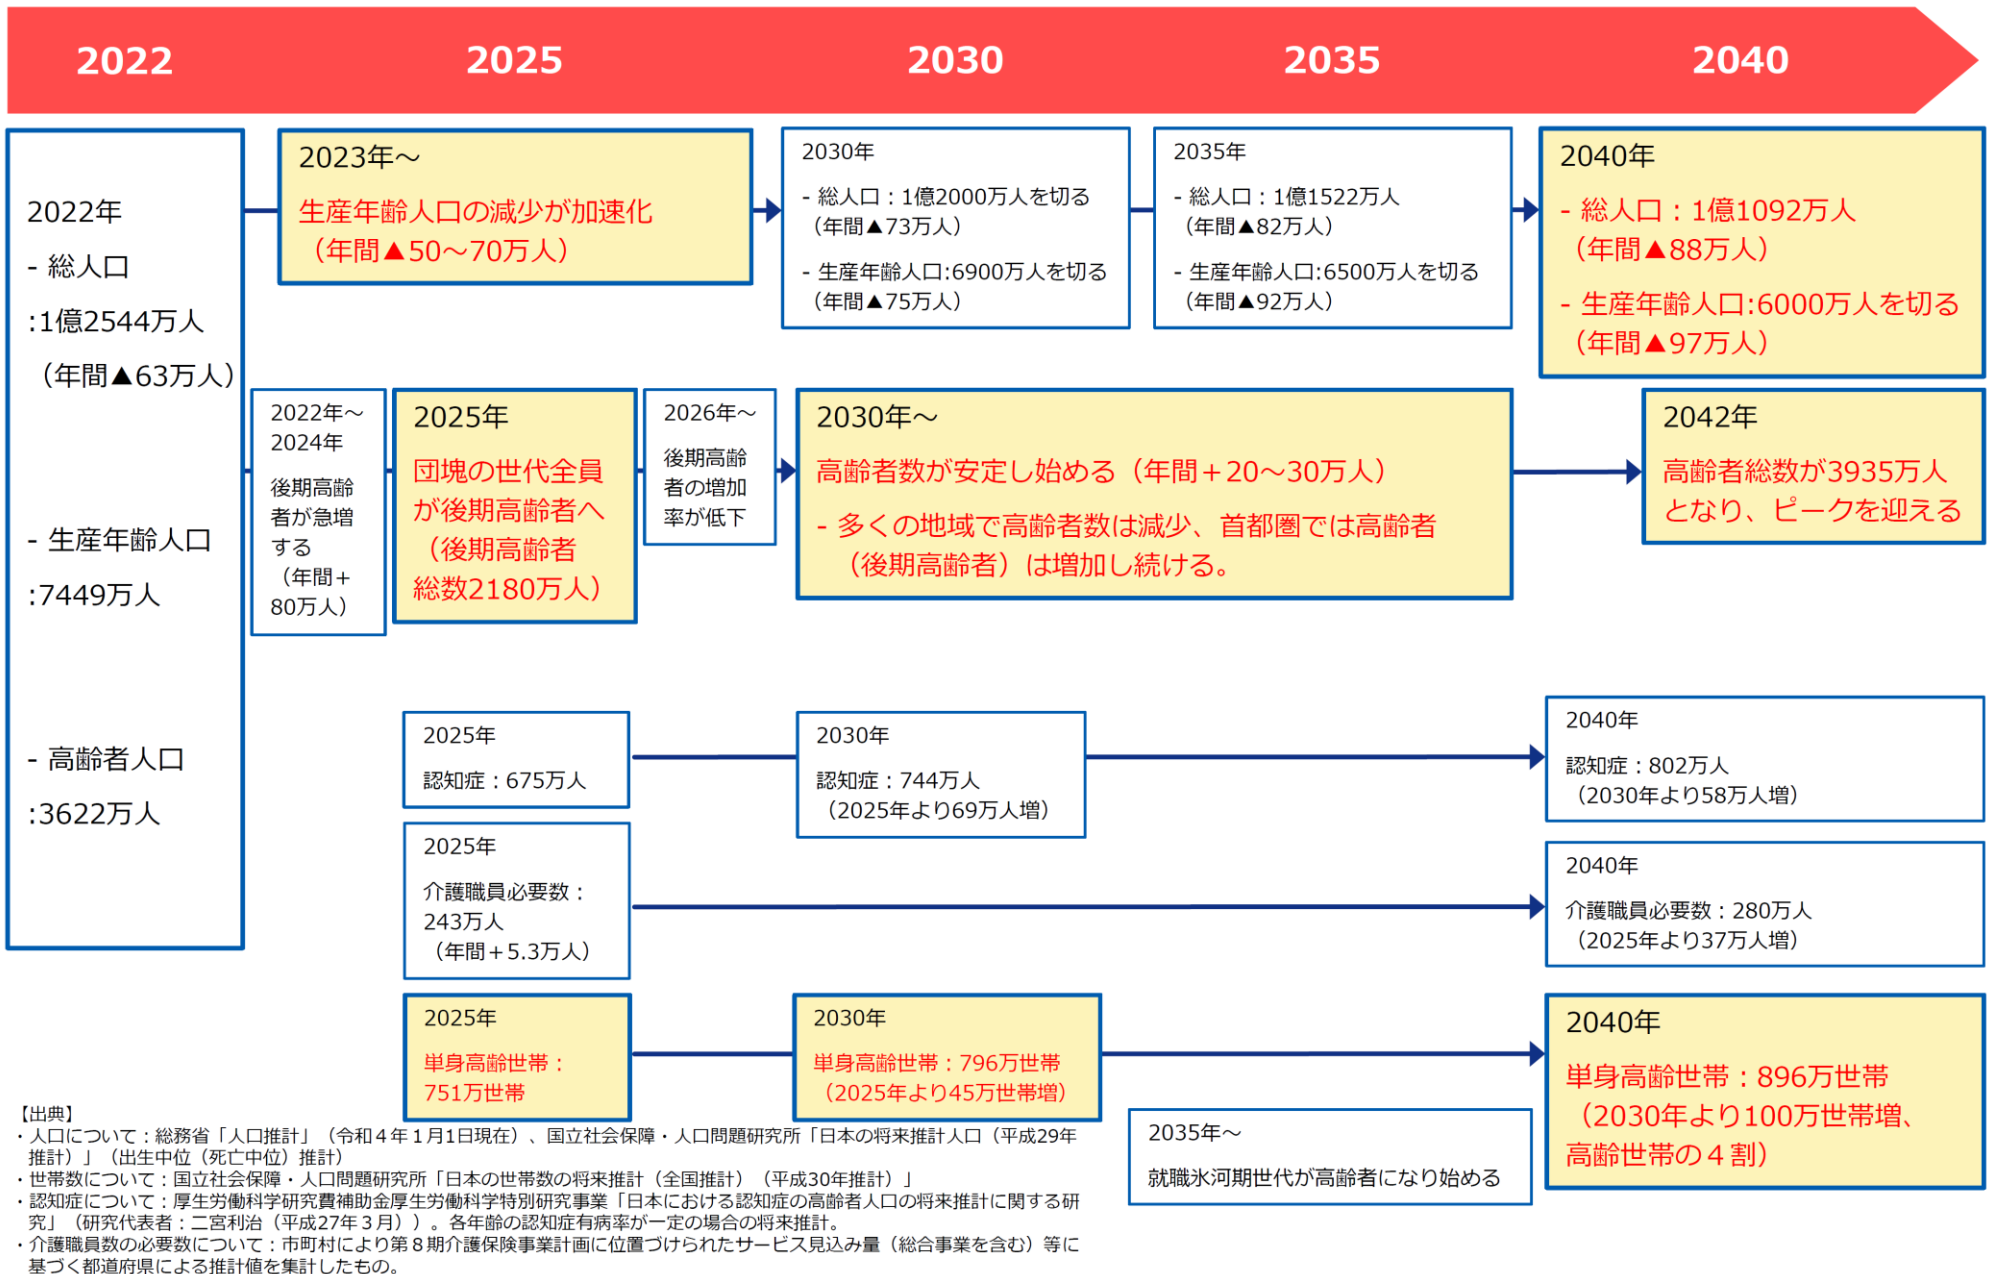 2022
2025
2030
2035
2040
2022年
- 総人口
:1億2544万人
（年間▲63万人）
- 生産年齢人口
:7449万人
- 高齢者人口
:3622万人
2023年～
生産年齢人口の減少が加速化
（年間▲50～70万人）
2030年
- 総人口：1億2000万人を切る
（年間▲73万人）
- 生産年齢人口:6900万人を切る
（年間▲75万人）
2035年
- 総人口：1億1522万人
（年間▲82万人）
- 生産年齢人口:6500万人を切る
（年間▲92万人）
2040年
- 総人口：1億1092万人
（年間▲88万人）
- 生産年齢人口:6000万人を切る
（年間▲97万人）
2022年～
2024年
後期高齢
者が急増
する
（年間＋
80万人）
2025年
団塊の世代全員
が後期高齢者へ
（後期高齢者
総数2180万人）
2026年～
後期高齢
者の増加
率が低下
2030年～
高齢者数が安定し始める（年間＋20～30万人）
- 多くの地域で高齢者数は減少、首都圏では高齢者
（後期高齢者）は増加し続ける。
2042年
高齢者総数が3935万人
となり、ピークを迎える
2025年
認知症：675万人
2030年
認知症：744万人
（2025年より69万人増）
2040年
認知症：802万人
（2030年より58万人増）
2025年
介護職員必要数：
243万人
（年間＋5.3万人）
2040年
介護職員必要数：280万人
（2025年より37万人増）
2025年
単身高齢世帯：
751万世帯
2030年
単身高齢世帯：796万世帯
（2025年より45万世帯増）
2040年
単身高齢世帯：896万世帯
（2030年より100万世帯増、
高齢世帯の４割）
2035年～
就職氷河期世代が高齢者になり始める
【出典】
・人口について：総務省「人口推計」（令和４年１月1日現在）、国立社会保障・人口問題研究所「日本の将来推計人口（平成29年
推計）」（出生中位（死亡中位）推計）
・世帯数について：国立社会保障・人口問題研究所「日本の世帯数の将来推計（全国推計）（平成30年推計）」
・認知症について：厚生労働科学研究費補助金厚生労働科学特別研究事業「日本における認知症の高齢者人口の将来推計に関する研
究」（研究代表者：二宮利治（平成27年３月））。各年齢の認知症有病率が一定の場合の将来推計。
・介護職員数の必要数について：市町村により第８期介護保険事業計画に位置づけられたサービス見込み量（総合事業を含む）等に
基づく都道府県による推計値を集計したもの。